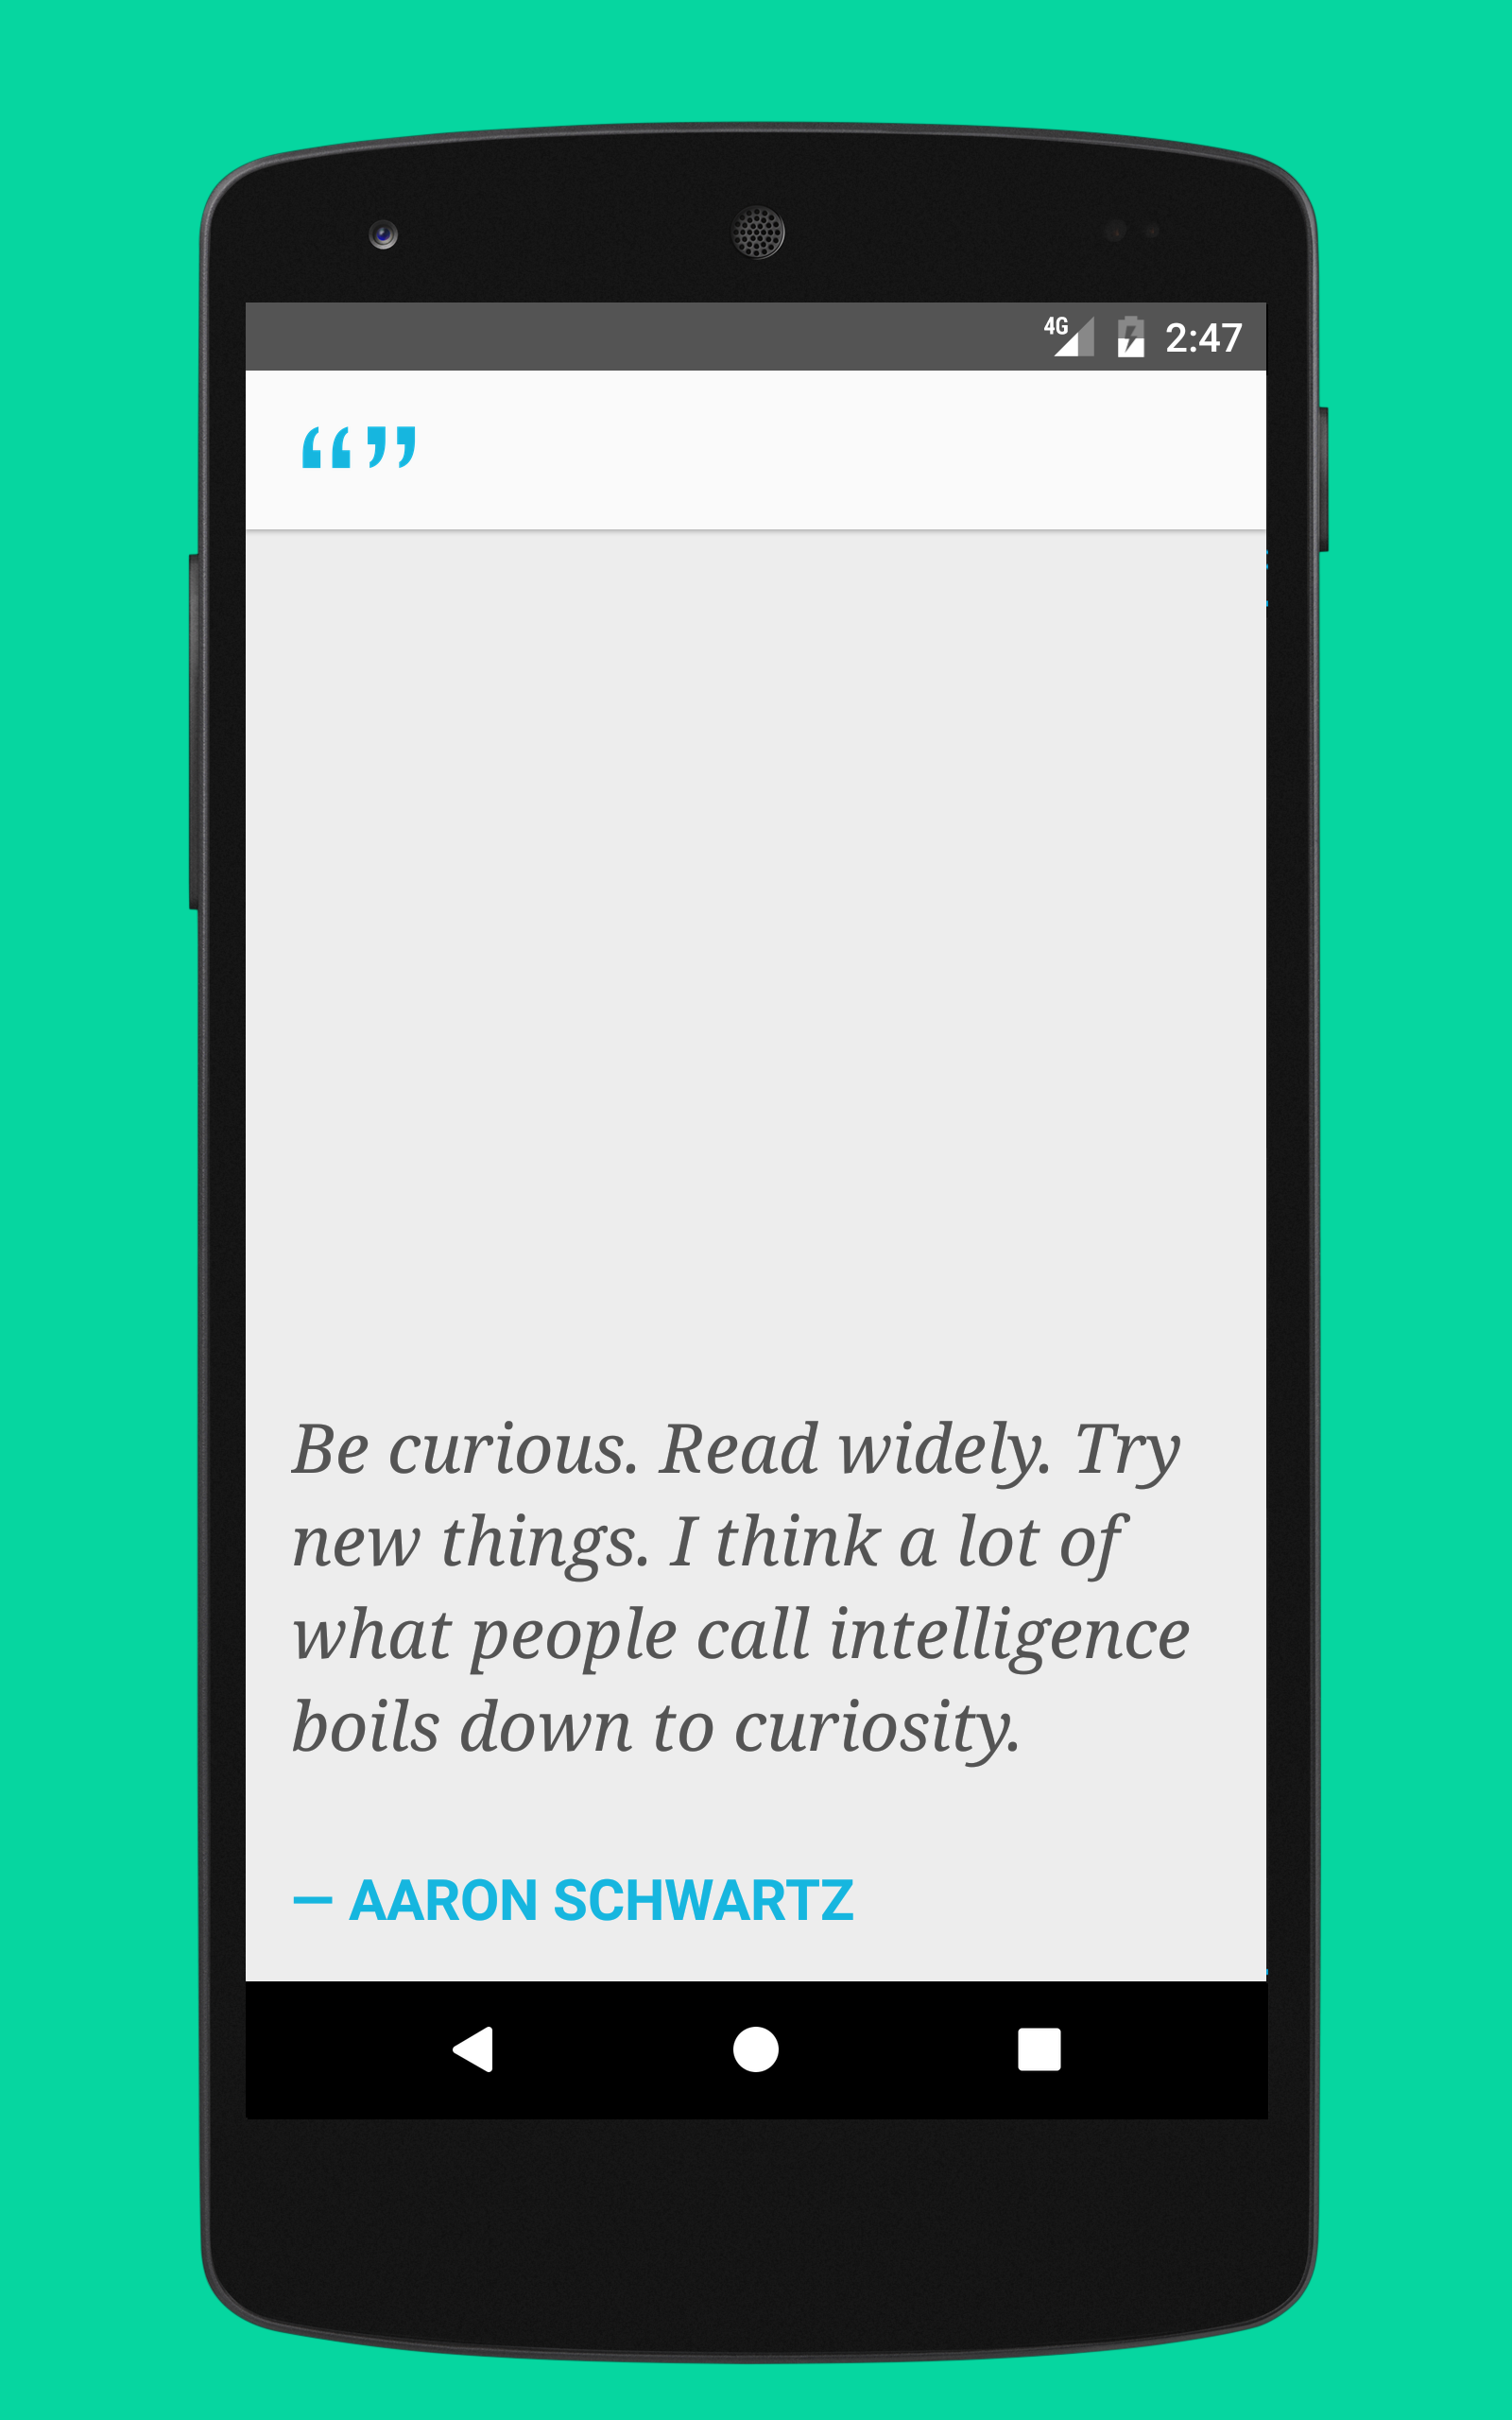 4G 2:47
“”
Be curious. Read widely. Try
new things. I think a lot of
what people call intelligence
boils down to curiosity.
— AARON SCHWARTZ